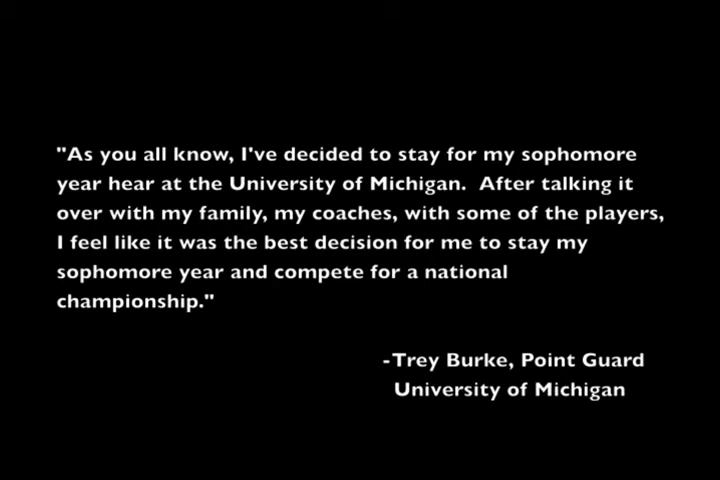 "As you all know, I've decided to stay for my sophomore
year hear at the University of Michigan.  After talking it
over with my family, my coaches, with some of the players,
I feel like it was the best decision for me to stay my
sophomore year and compete for a national
championship."
-Trey Burke, Point Guard
University of Michigan